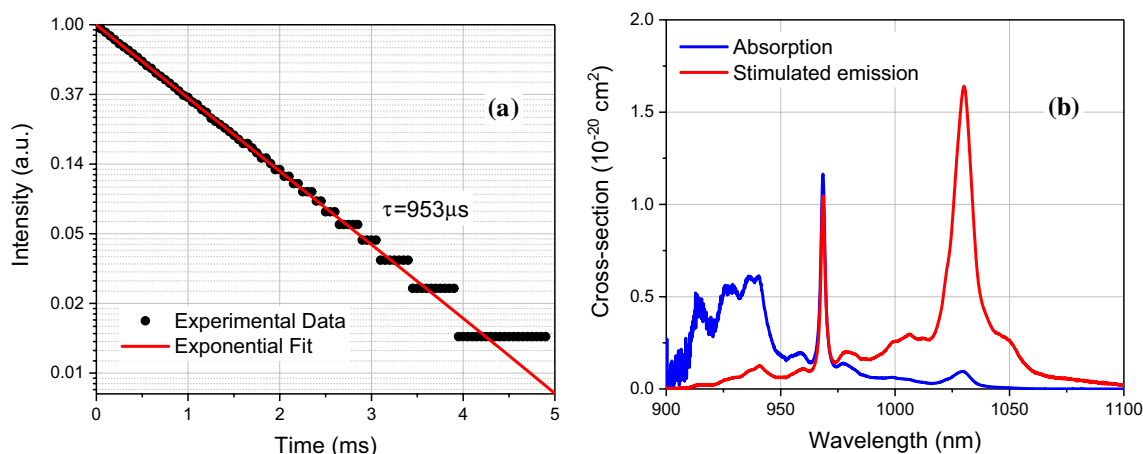 1.00
0.37
0.14
0.05
0.02
0.01
Intensity (a.u.)
(a)
τ=953μs
Experimental Data
Exponential Fit
0 1 2 3 4 5
Time (ms)
2.0
1.5
1.0
0.5
0.0
Cross-section (10⁻²⁰ cm²)
Absorption
Stimulated emission
(b)
900 950 1000 1050 1100
Wavelength (nm)